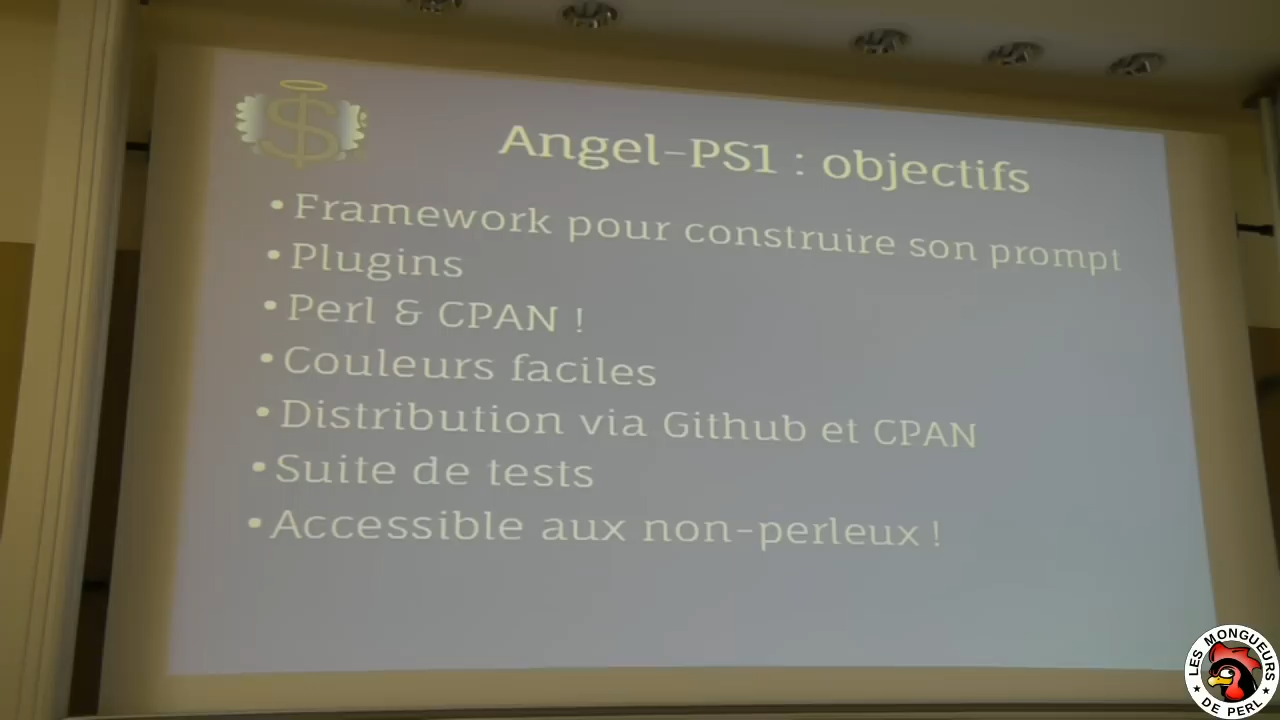 Angel-PS1 : objectifs
• Framework pour construire son prompt
• Plugins
• Perl & CPAN !
• Couleurs faciles
• Distribution via Github et CPAN
• Suite de tests
• Accessible aux non-perleux !
LES MONGUEURS
★ DE PERL ★